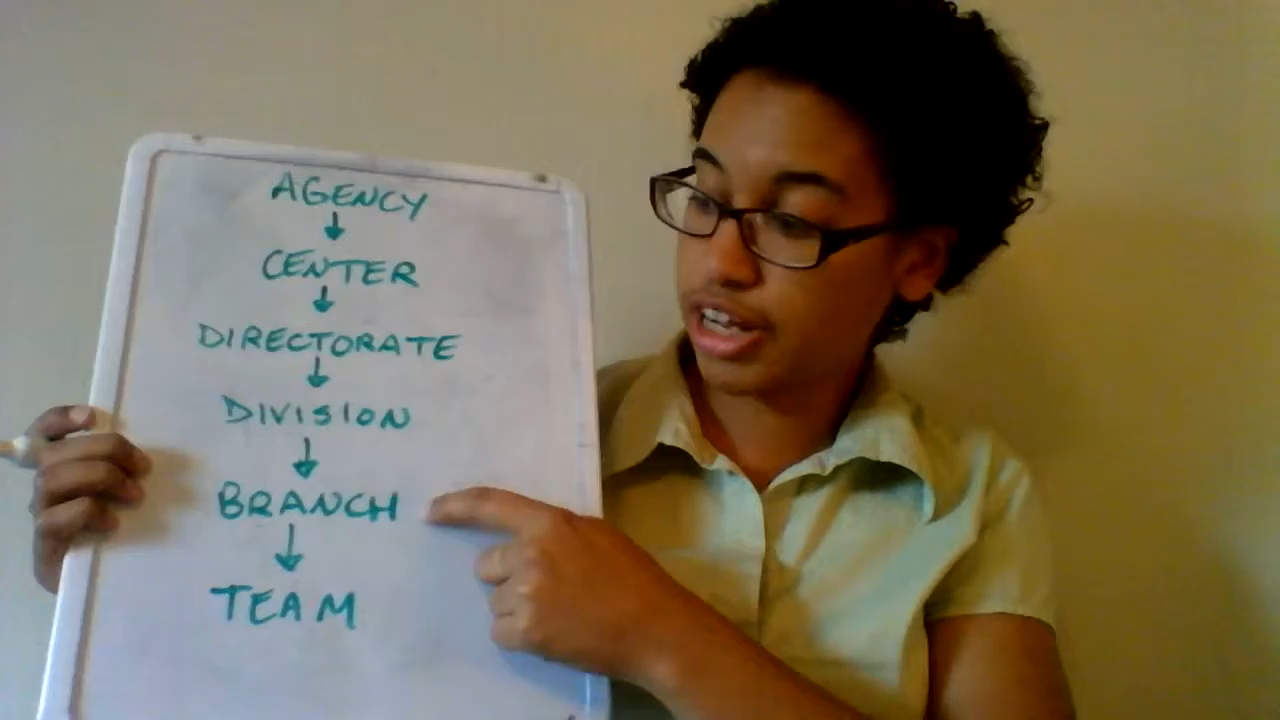 AGENCY
↓
CENTER
↓
DIRECTORATE
↓
DIVISION
↓
BRANCH
↓
TEAM